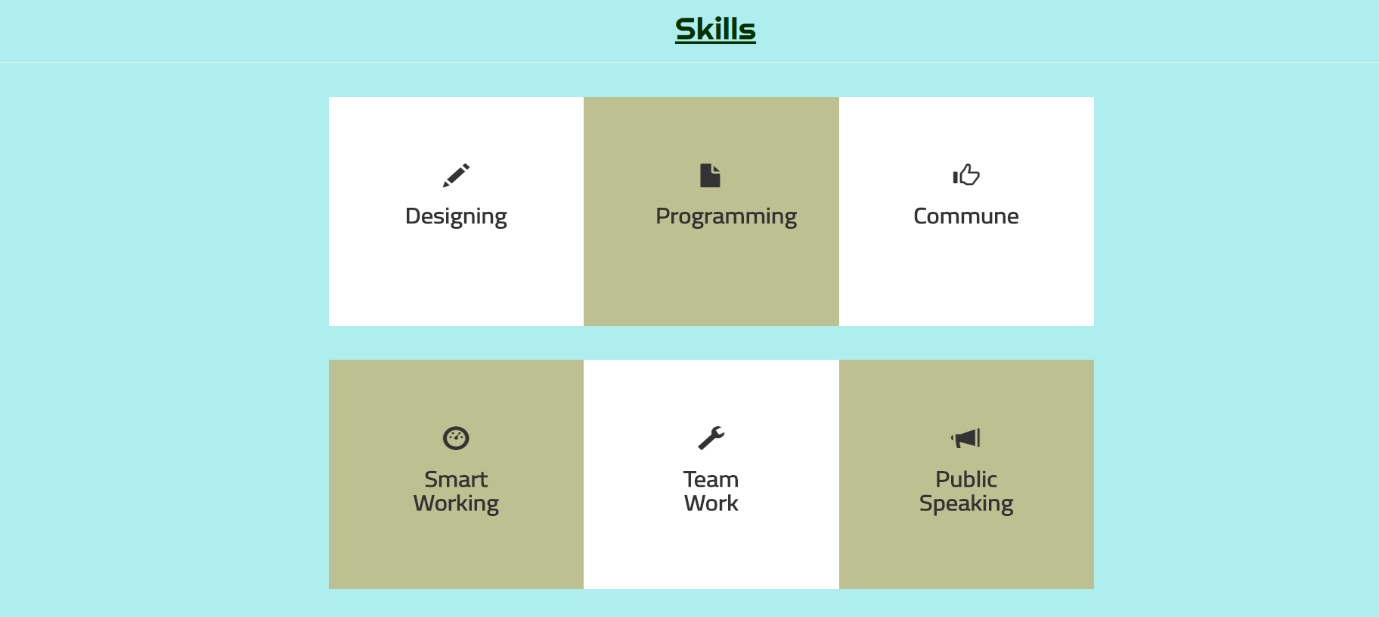 Skills
Designing
Programming
Commune
Smart
Working
Team
Work
Public
Speaking